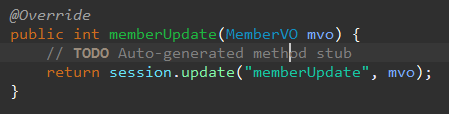 @Override
public int memberUpdate(MemberVO mvo) {
    // TODO Auto-generated method stub
    return session.update("memberUpdate", mvo);
}